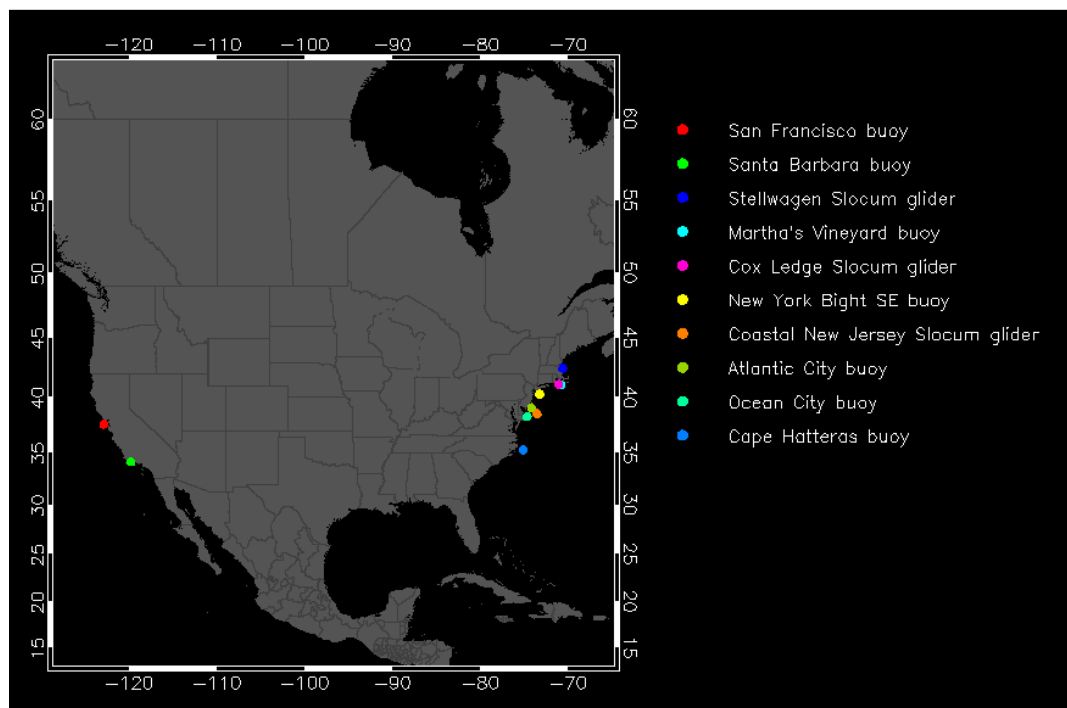 −120 −110 −100 −90 −80 −70
60 60
55 55
50 50
45 45
40 40
35 35
30 30
25 25
20 20
15 15
−120 −110 −100 −90 −80 −70
San Francisco buoy
Santa Barbara buoy
Stellwagen Slocum glider
Martha's Vineyard buoy
Cox Ledge Slocum glider
New York Bight SE buoy
Coastal New Jersey Slocum glider
Atlantic City buoy
Ocean City buoy
Cape Hatteras buoy